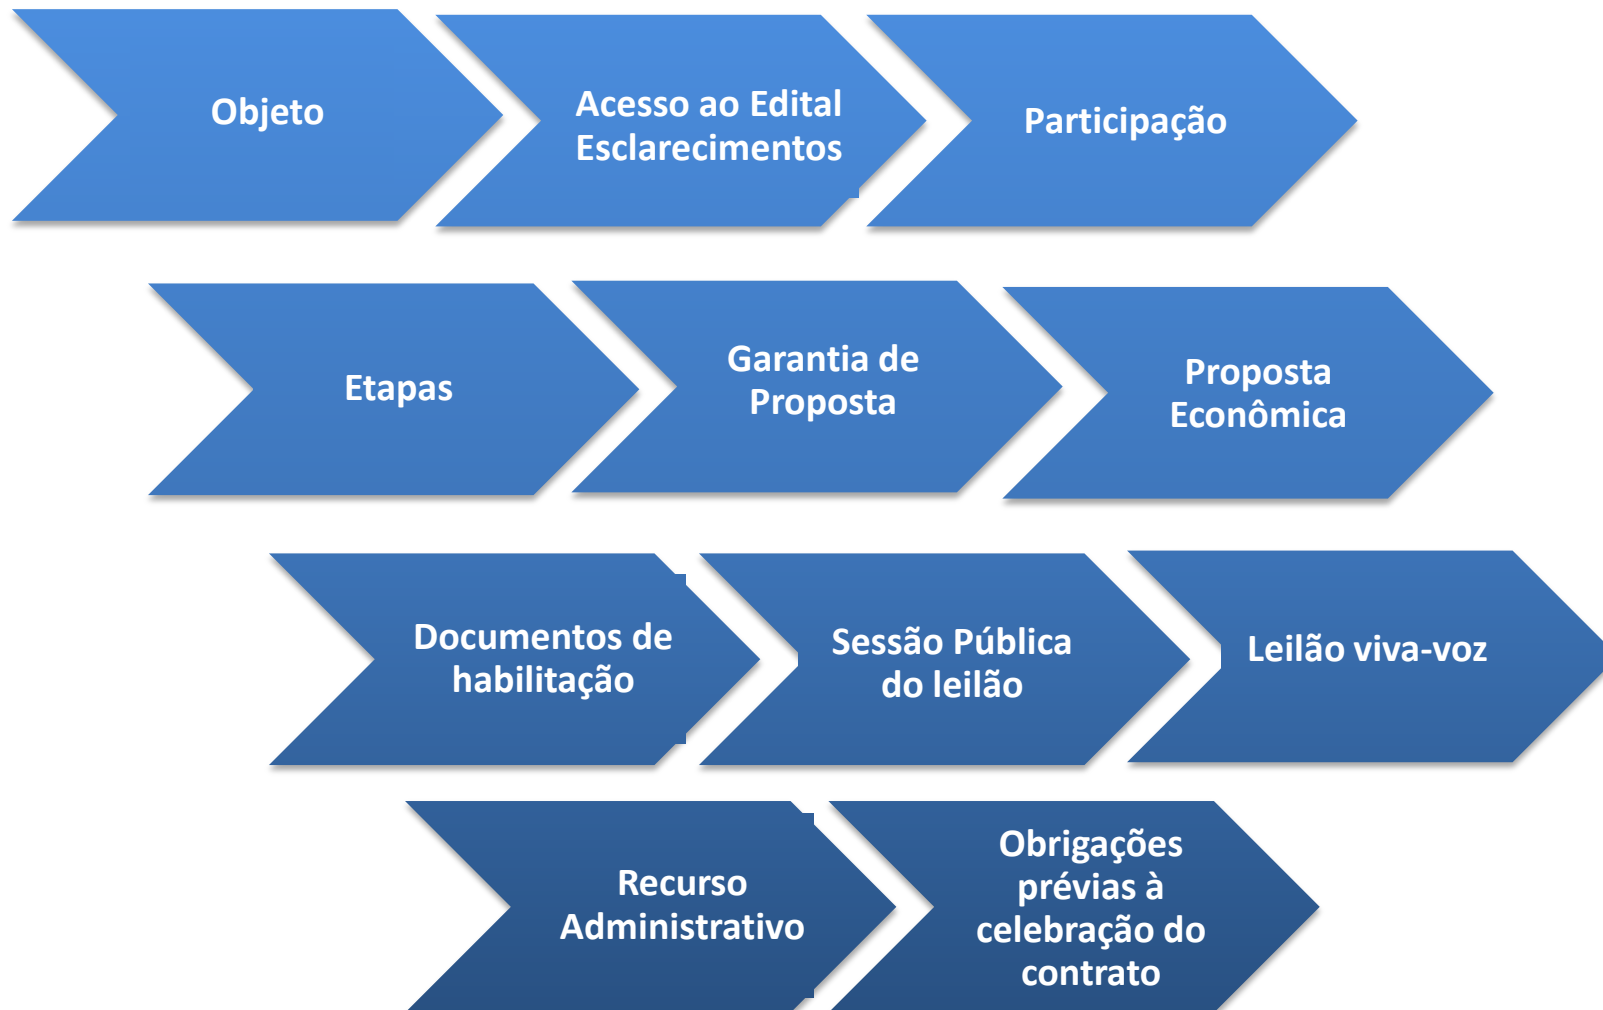 Objeto
Acesso ao Edital
Esclarecimentos
Participação
Etapas
Garantia de
Proposta
Proposta
Econômica
Documentos de
habilitação
Sessão Pública
do leilão
Leilão viva-voz
Recurso
Administrativo
Obrigações
prévias à
celebração do
contrato